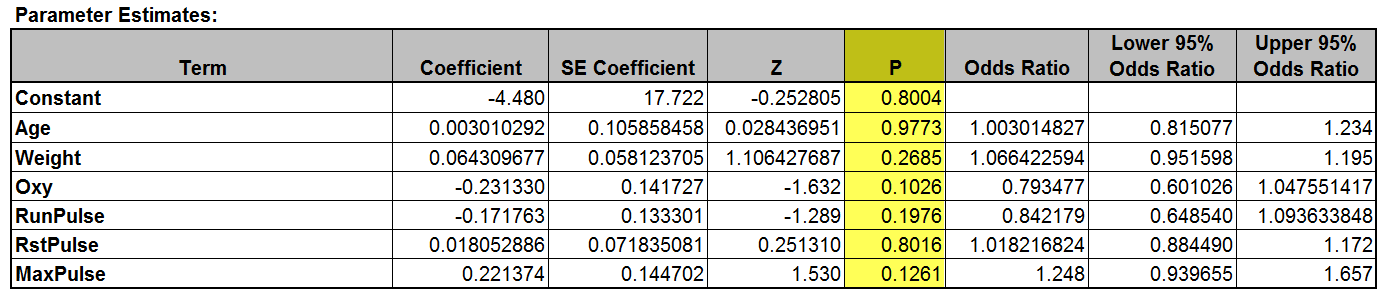 Parameter Estimates:
Term Coefficient SE Coefficient Z P Odds Ratio Lower 95% Odds Ratio Upper 95% Odds Ratio
Constant -4.480 17.722 -0.252805 0.8004
Age 0.003010292 0.105858458 0.028436951 0.9773 1.003014827 0.815077 1.234
Weight 0.064309677 0.058123705 1.106427687 0.2685 1.066422594 0.951598 1.195
Oxy -0.231330 0.141727 -1.632 0.1026 0.793477 0.601026 1.047551417
RunPulse -0.171763 0.133301 -1.289 0.1976 0.842179 0.648540 1.093633848
RstPulse 0.018052886 0.071835081 0.251310 0.8016 1.018216824 0.884490 1.172
MaxPulse 0.221374 0.144702 1.530 0.1261 1.248 0.939655 1.657